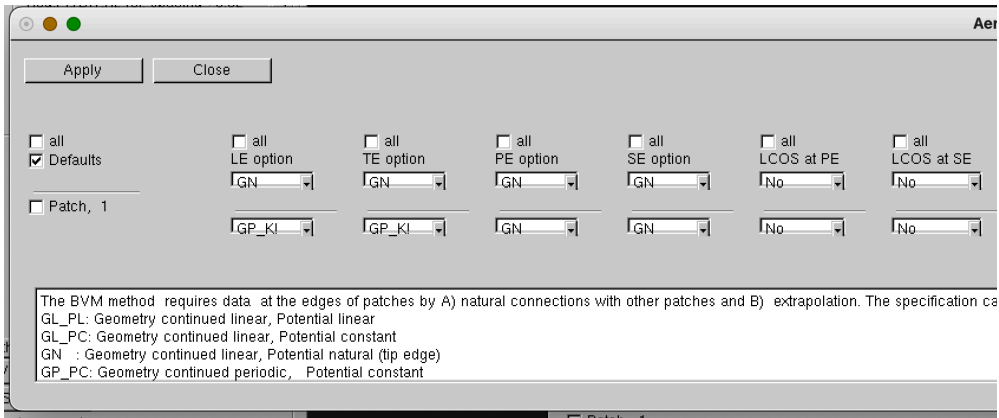 Aer
Apply Close
all all all all all all all
Defaults LE option TE option PE option SE option LCOS at PE LCOS at SE
GN GN GN GN No No
Patch, 1
GP_K! GP_K! GN GN No No
The BVM method requires data at the edges of patches by A) natural connections with other patches and B) extrapolation. The specification ca
GL_PL: Geometry continued linear, Potential linear
GL_PC: Geometry continued linear, Potential constant
GN : Geometry continued linear, Potential natural (tip edge)
GP_PC: Geometry continued periodic, Potential constant